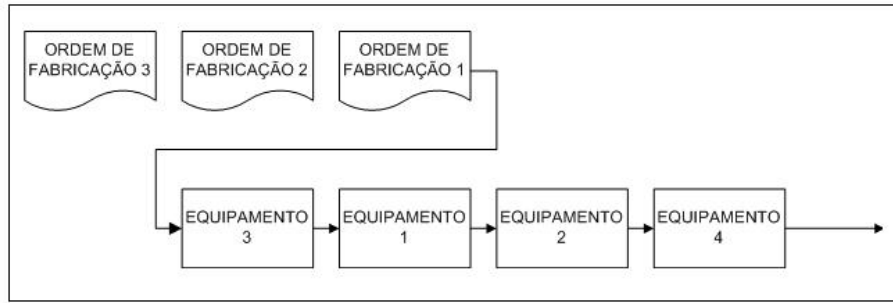 ORDEM DE
FABRICAÇÃO 3
ORDEM DE
FABRICAÇÃO 2
ORDEM DE
FABRICAÇÃO 1
EQUIPAMENTO
3
EQUIPAMENTO
1
EQUIPAMENTO
2
EQUIPAMENTO
4